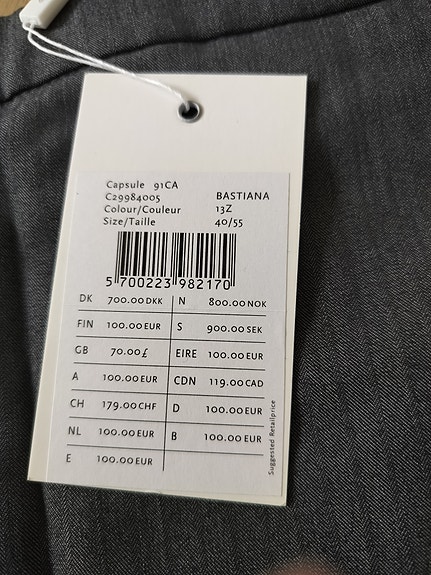 Capsule 91CA
C29984005 BASTIANA
Colour/Couleur 13Z
Size/Taille 40/55
5 700223 982170
DK 700.00 DKK N 800.00 NOK
FIN 100.00 EUR S 900.00 SEK
GB 70.00 £ EIRE 100.00 EUR
A 100.00 EUR CDN 119.00 CAD
CH 179.00 CHF D 100.00 EUR
NL 100.00 EUR B 100.00 EUR
E 100.00 EUR
Suggested Retailprice